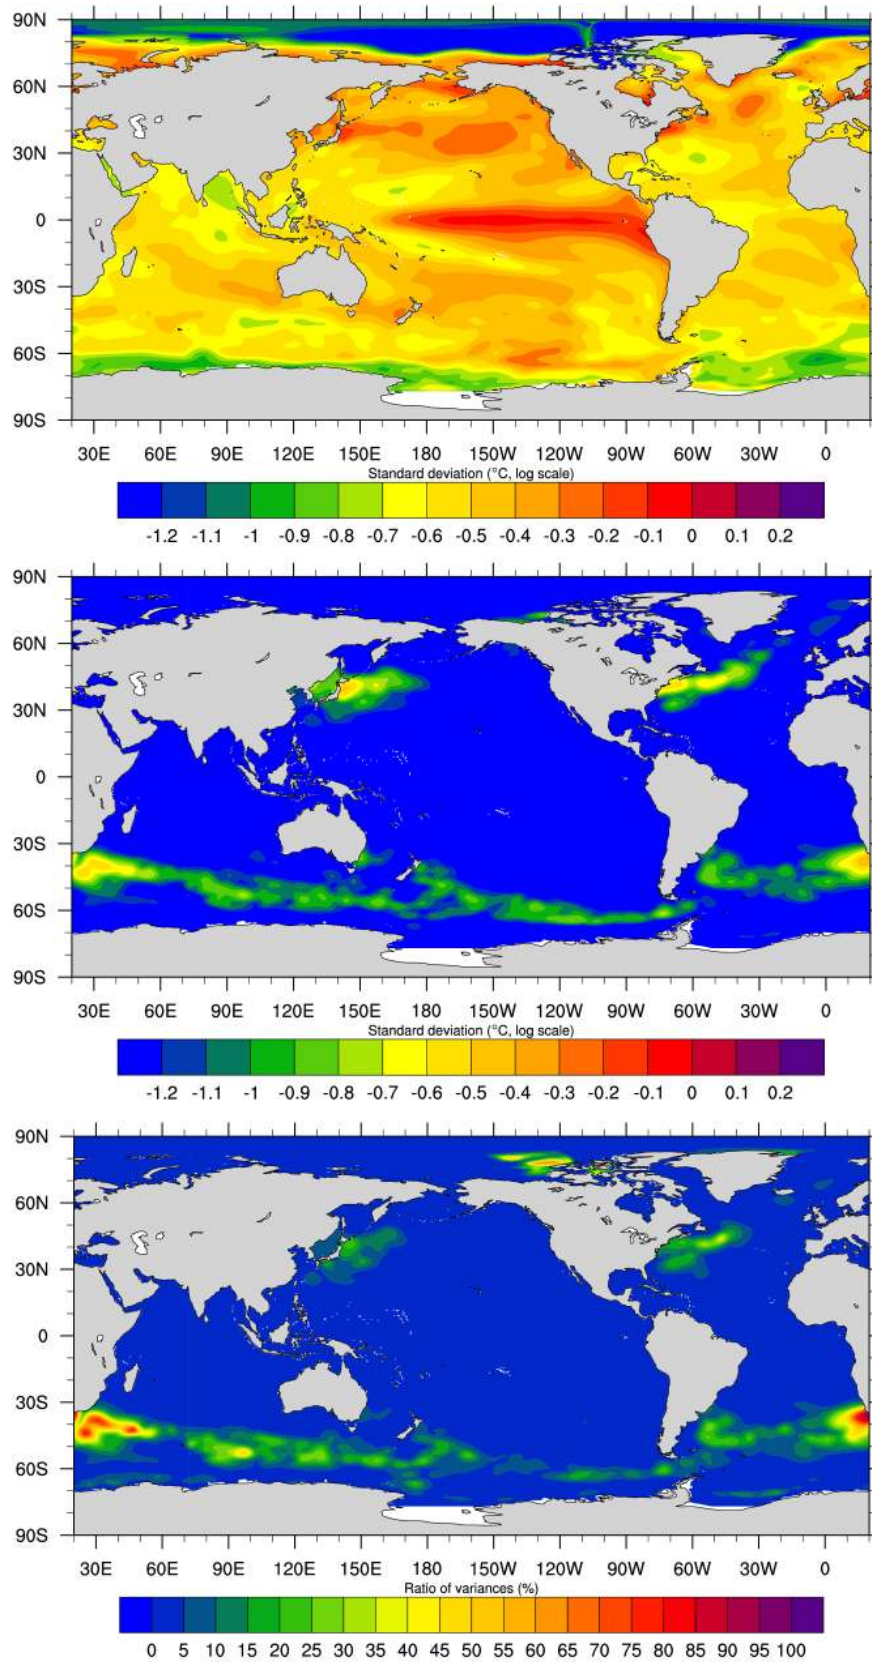 90N
60N
30N
0
30S
60S
90S
30E 60E 90E 120E 150E 180 150W 120W 90W 60W 30W 0
Standard deviation (°C, log scale)
-1.2 -1.1 -1 -0.9 -0.8 -0.7 -0.6 -0.5 -0.4 -0.3 -0.2 -0.1 0 0.1 0.2
90N
60N
30N
0
30S
60S
90S
30E 60E 90E 120E 150E 180 150W 120W 90W 60W 30W 0
Standard deviation (°C, log scale)
-1.2 -1.1 -1 -0.9 -0.8 -0.7 -0.6 -0.5 -0.4 -0.3 -0.2 -0.1 0 0.1 0.2
90N
60N
30N
0
30S
60S
90S
30E 60E 90E 120E 150E 180 150W 120W 90W 60W 30W 0
Ratio of variances (%)
0 5 10 15 20 25 30 35 40 45 50 55 60 65 70 75 80 85 90 95 100